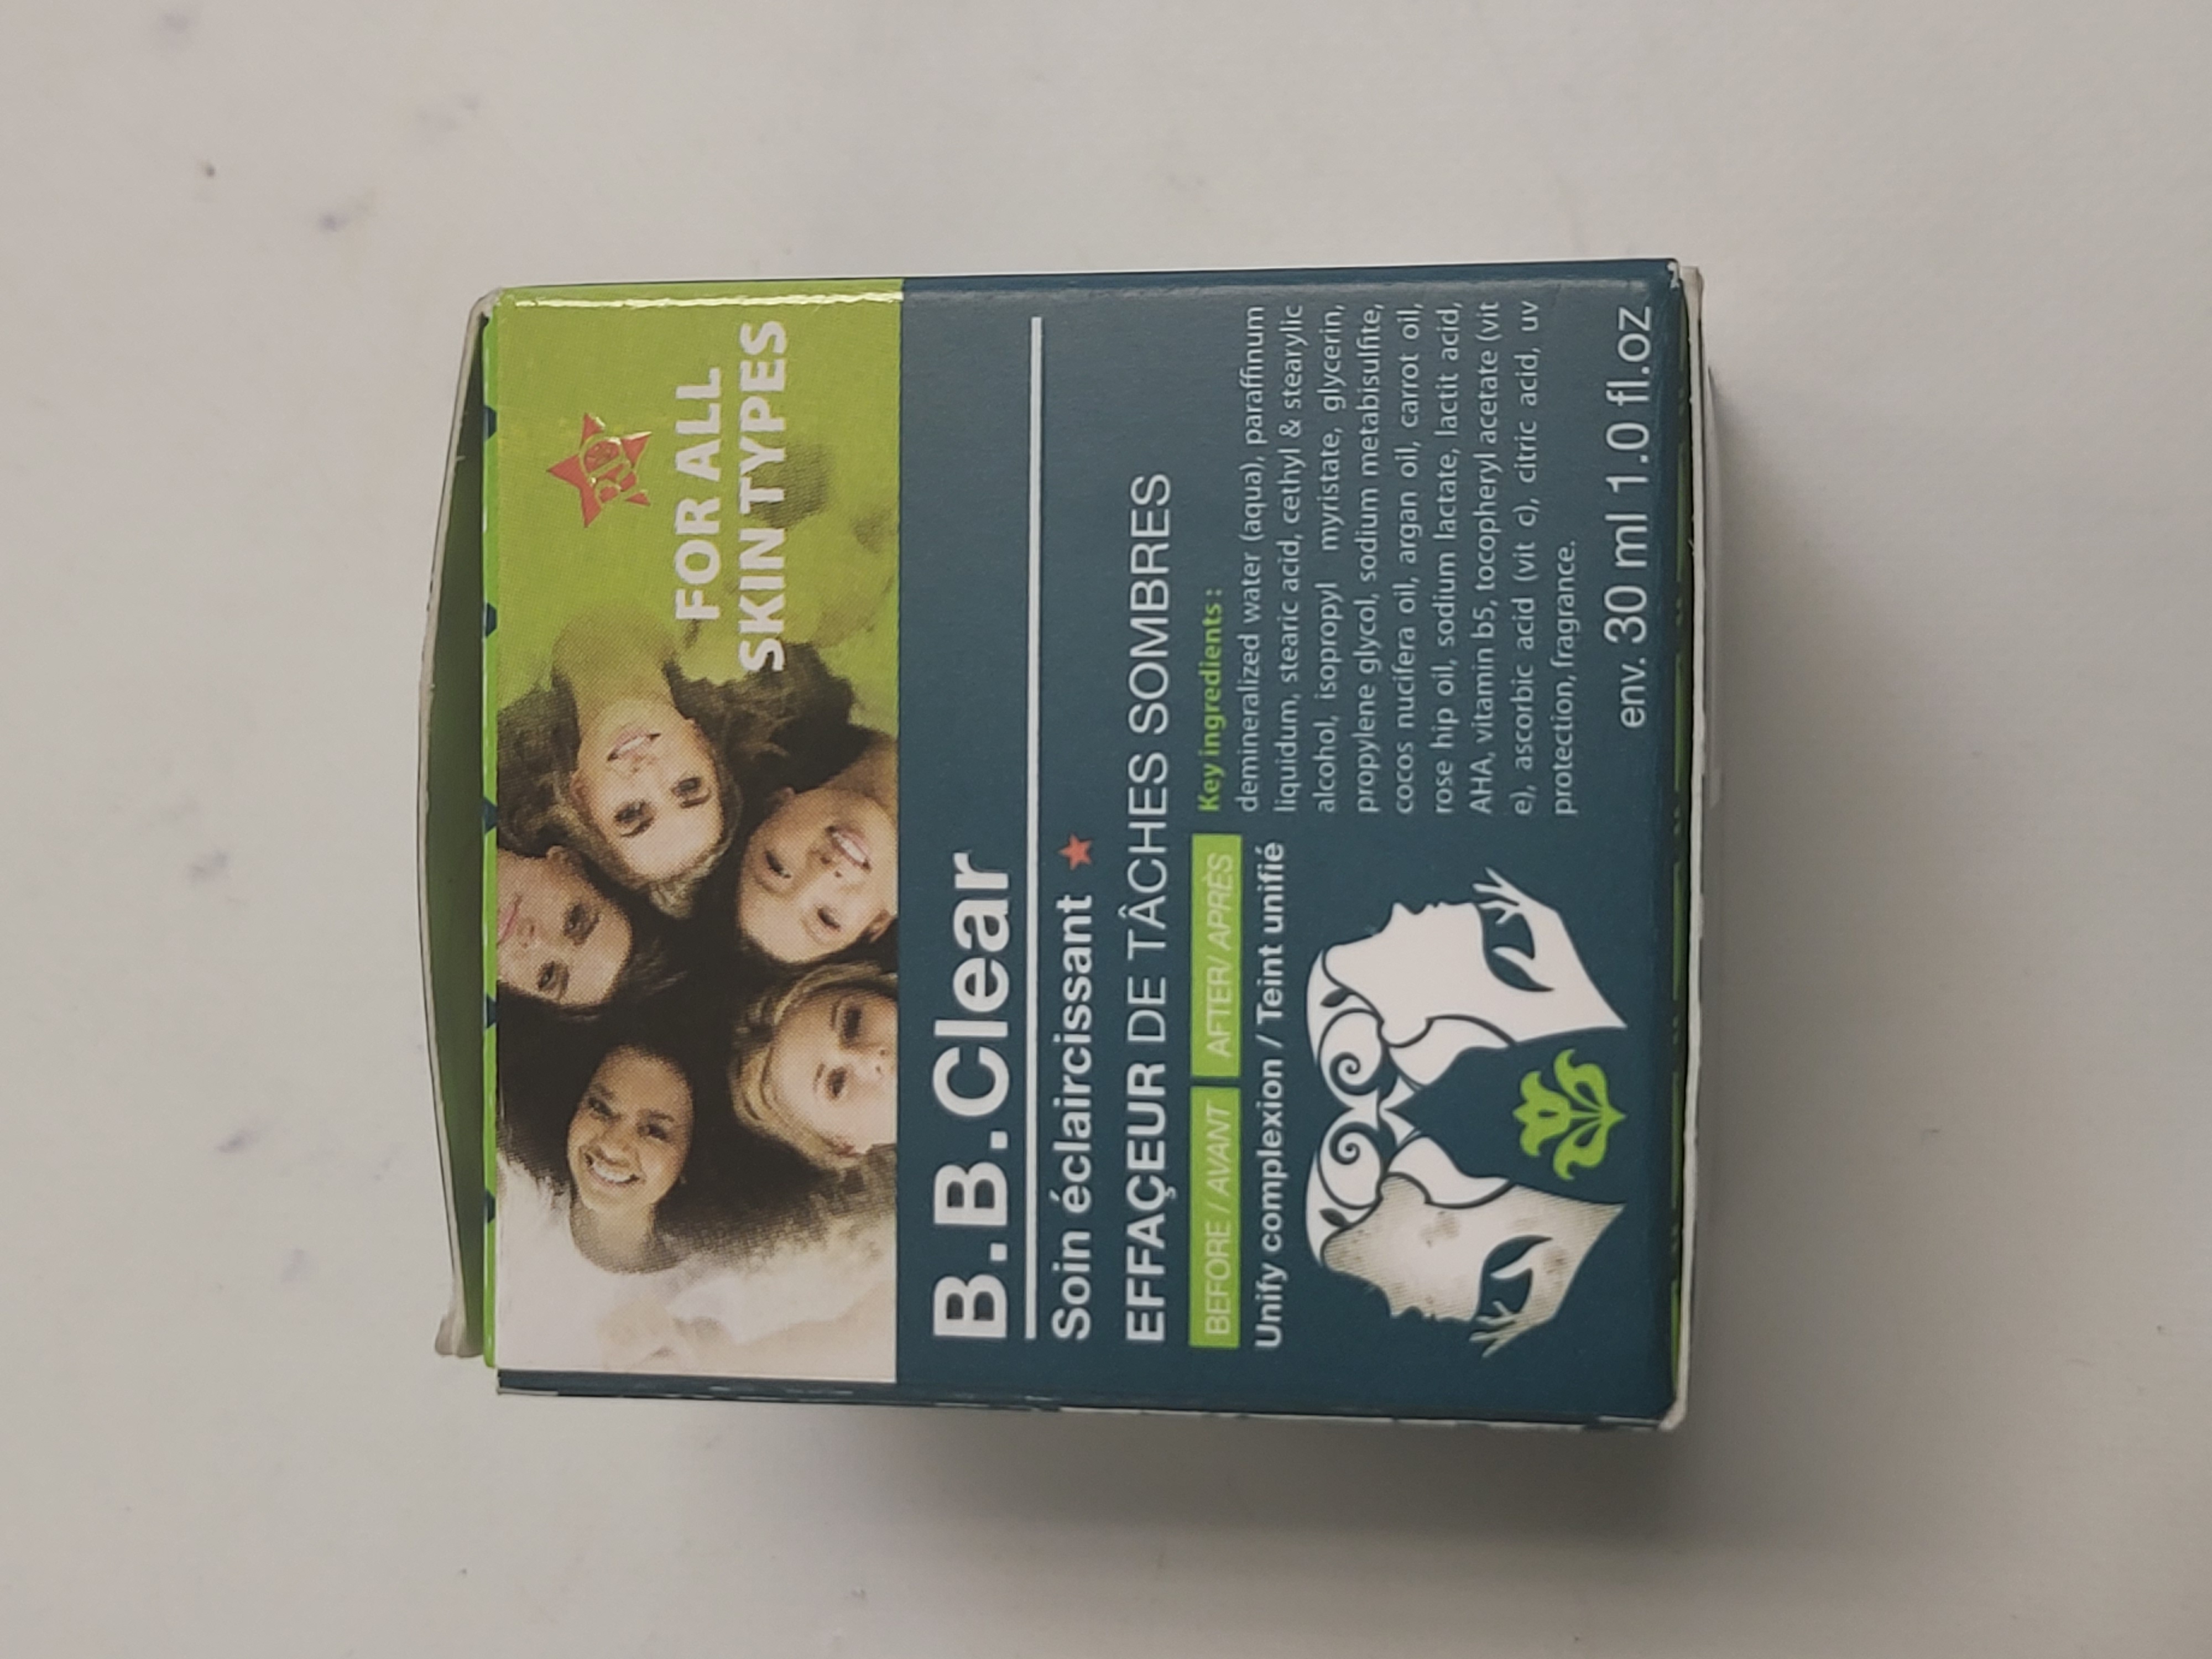 FOR ALL
SKIN TYPES
B.B.Clear
Soin éclaircissant
EFFAÇEUR DE TÂCHES SOMBRES
BEFORE / AVANT AFTER/ APRÈS
Unify complexion / Teint unifié
Key ingredients :
demineralized water (aqua), paraffinum
liquidum, stearic acid, cethyl & stearylic
alcohol, isopropyl myristate, glycerin,
propylene glycol, sodium metabisulfite,
cocos nucifera oil, argan oil, carrot oil,
rose hip oil, sodium lactate, lactit acid,
AHA, vitamin b5, tocopheryl acetate (vit
e), ascorbic acid (vit c), citric acid, uv
protection, fragrance.
env. 30 ml 1.0 fl.oz